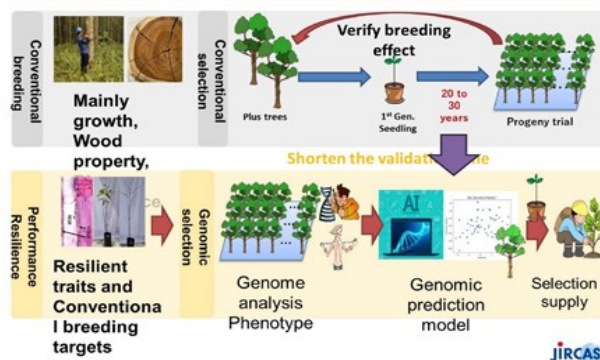 Conventional breeding
Mainly
growth,
Wood
property,
Conventional selection
Verify breeding
effect
Plus trees
1st Gen.
Seedling
20 to
30
years
Progeny trial
Shorten the validat
Performance
Resilience
Resilient
traits and
Conventiona
l breeding
targets
Genomic
selection
Genome
analysis
Phenotype
AI
Genomic
prediction
model
Selection
supply
JIRCAS